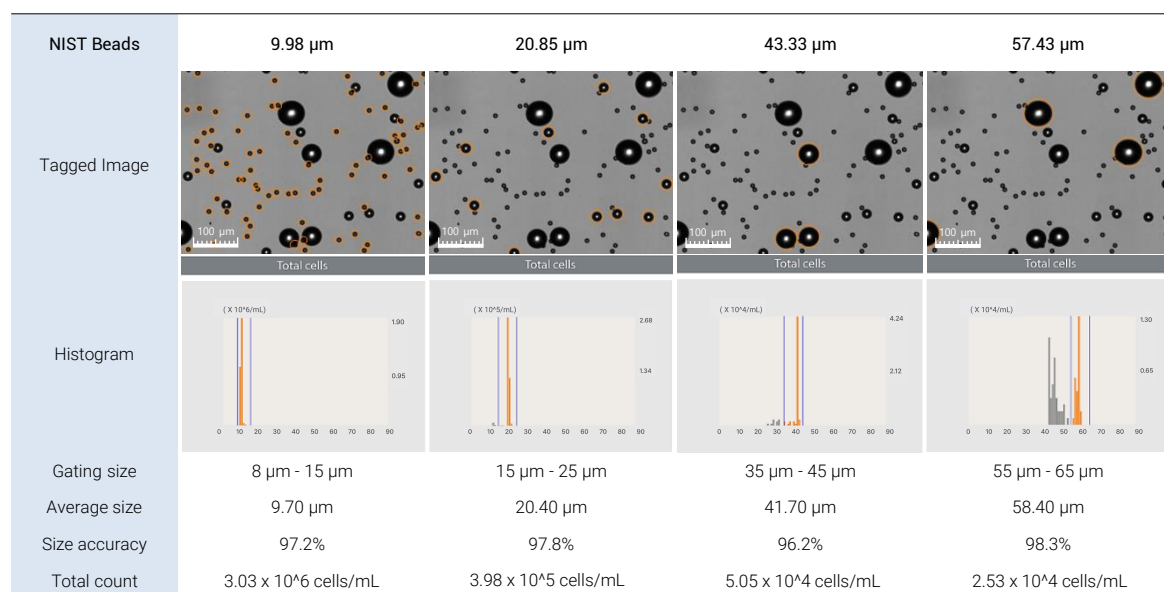 NIST Beads 9.98 µm 20.85 µm 43.33 µm 57.43 µm
Tagged Image
100 µm 100 µm 100 µm 100 µm
Total cells Total cells Total cells Total cells
Histogram
( X 10^6/mL) ( X 10^5/mL) ( X 10^4/mL) ( X 10^4/mL)
1.90 2.68 4.24 1.30
0.95 1.34 2.12 0.65
0 10 20 30 40 50 60 70 80 90 0 10 20 30 40 50 60 70 80 90 0 10 20 30 40 50 60 70 80 90 0 10 20 30 40 50 60 70 80 90
Gating size 8 µm - 15 µm 15 µm - 25 µm 35 µm - 45 µm 55 µm - 65 µm
Average size 9.70 µm 20.40 µm 41.70 µm 58.40 µm
Size accuracy 97.2% 97.8% 96.2% 98.3%
Total count 3.03 x 10^6 cells/mL 3.98 x 10^5 cells/mL 5.05 x 10^4 cells/mL 2.53 x 10^4 cells/mL